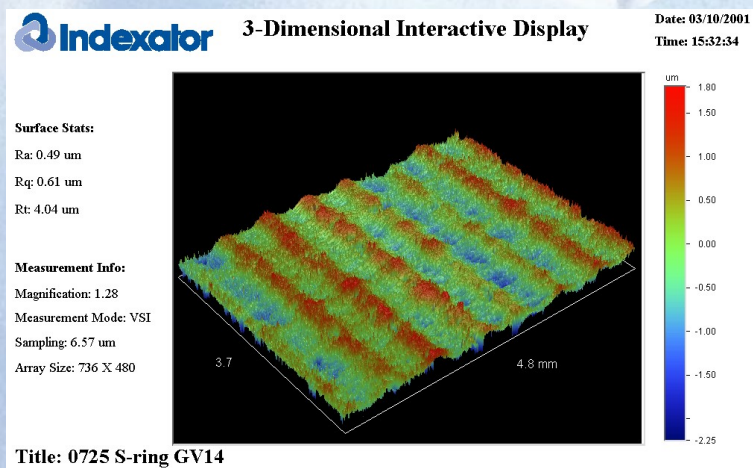 Indexator
3-Dimensional Interactive Display
Date: 03/10/2001
Time: 15:32:34
Surface Stats:
Ra: 0.49 um
Rq: 0.61 um
Rt: 4.04 um
Measurement Info:
Magnification: 1.28
Measurement Mode: VSI
Sampling: 6.57 um
Array Size: 736 X 480
3.7
4.8 mm
um
1.80
1.50
1.00
0.50
0.00
-0.50
-1.00
-1.50
-2.25
Title: 0725 S-ring GV14